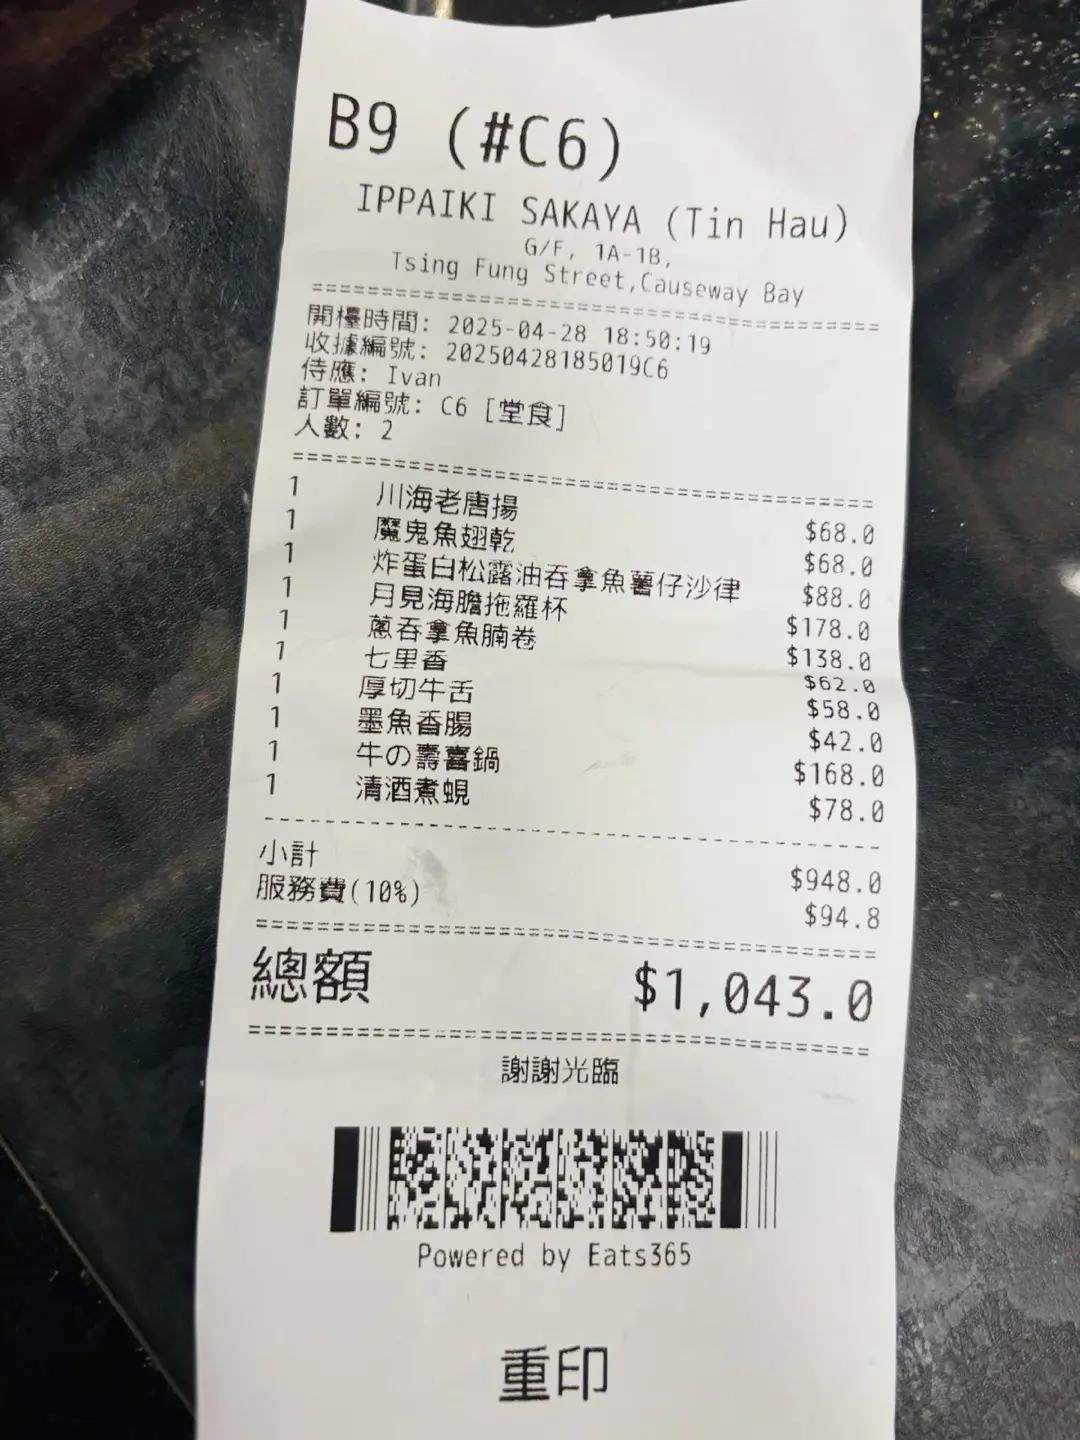 B9 (#C6)
IPPAIKI SAKAYA (Tin Hau)
G/F, 1A-1B,
Tsing Fung Street,Causeway Bay
開檯時間: 2025-04-28 18:50:19
收據編號: 20250428185019C6
侍應: Ivan
訂單編號: C6 [堂食]
人數: 2
1 川海老唐揚 $68.0
1 魔鬼魚翅乾 $68.0
1 炸蛋白松露油吞拿魚薯仔沙律 $88.0
1 月見海膽拖羅杯 $178.0
1 蔥吞拿魚腩卷 $138.0
1 七里香 $62.0
1 厚切牛舌 $58.0
1 墨魚香腸 $42.0
1 牛の壽喜鍋 $168.0
1 清酒煮蜆 $78.0
小計 $948.0
服務費(10%) $94.8
總額 $1,043.0
謝謝光臨
Powered by Eats365
重印